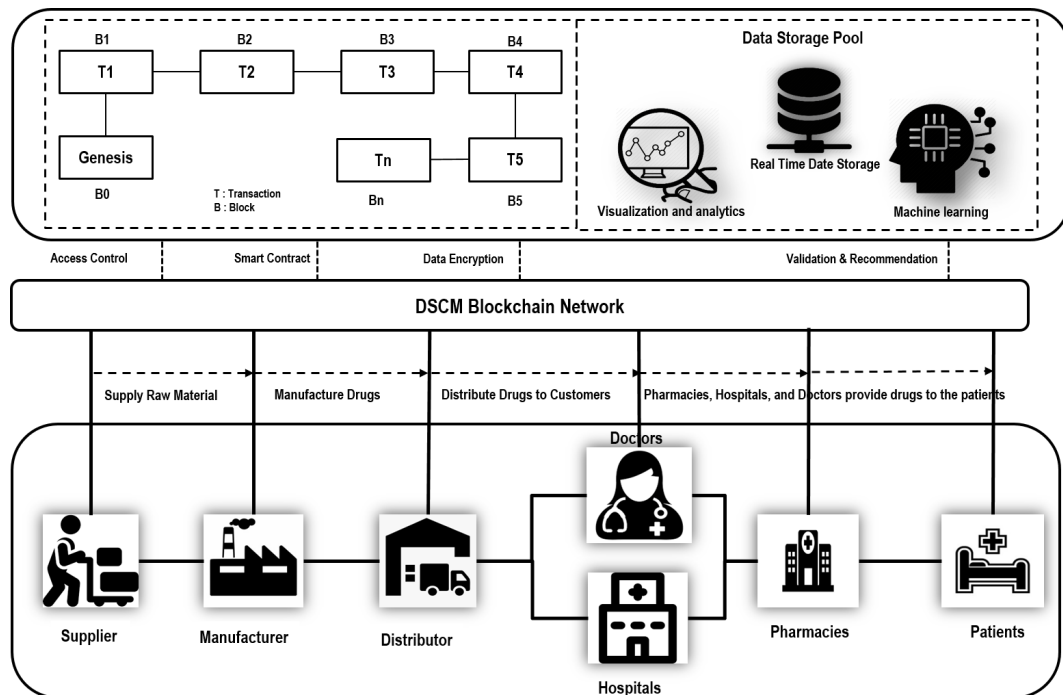 B1
B2
B3
B4
Data Storage Pool
T1
T2
T3
T4
Genesis
Tn
T5
Real Time Date Storage
T : Transaction
B : Block
B0
Bn
B5
Visualization and analytics
Machine learning
Access Control
Smart Contract
Data Encryption
Validation & Recommendation
DSCM Blockchain Network
Supply Raw Material
Manufacture Drugs
Distribute Drugs to Customers
Pharmacies, Hospitals, and Doctors provide drugs to the patients
Doctors
Supplier
Manufacturer
Distributor
Pharmacies
Patients
Hospitals